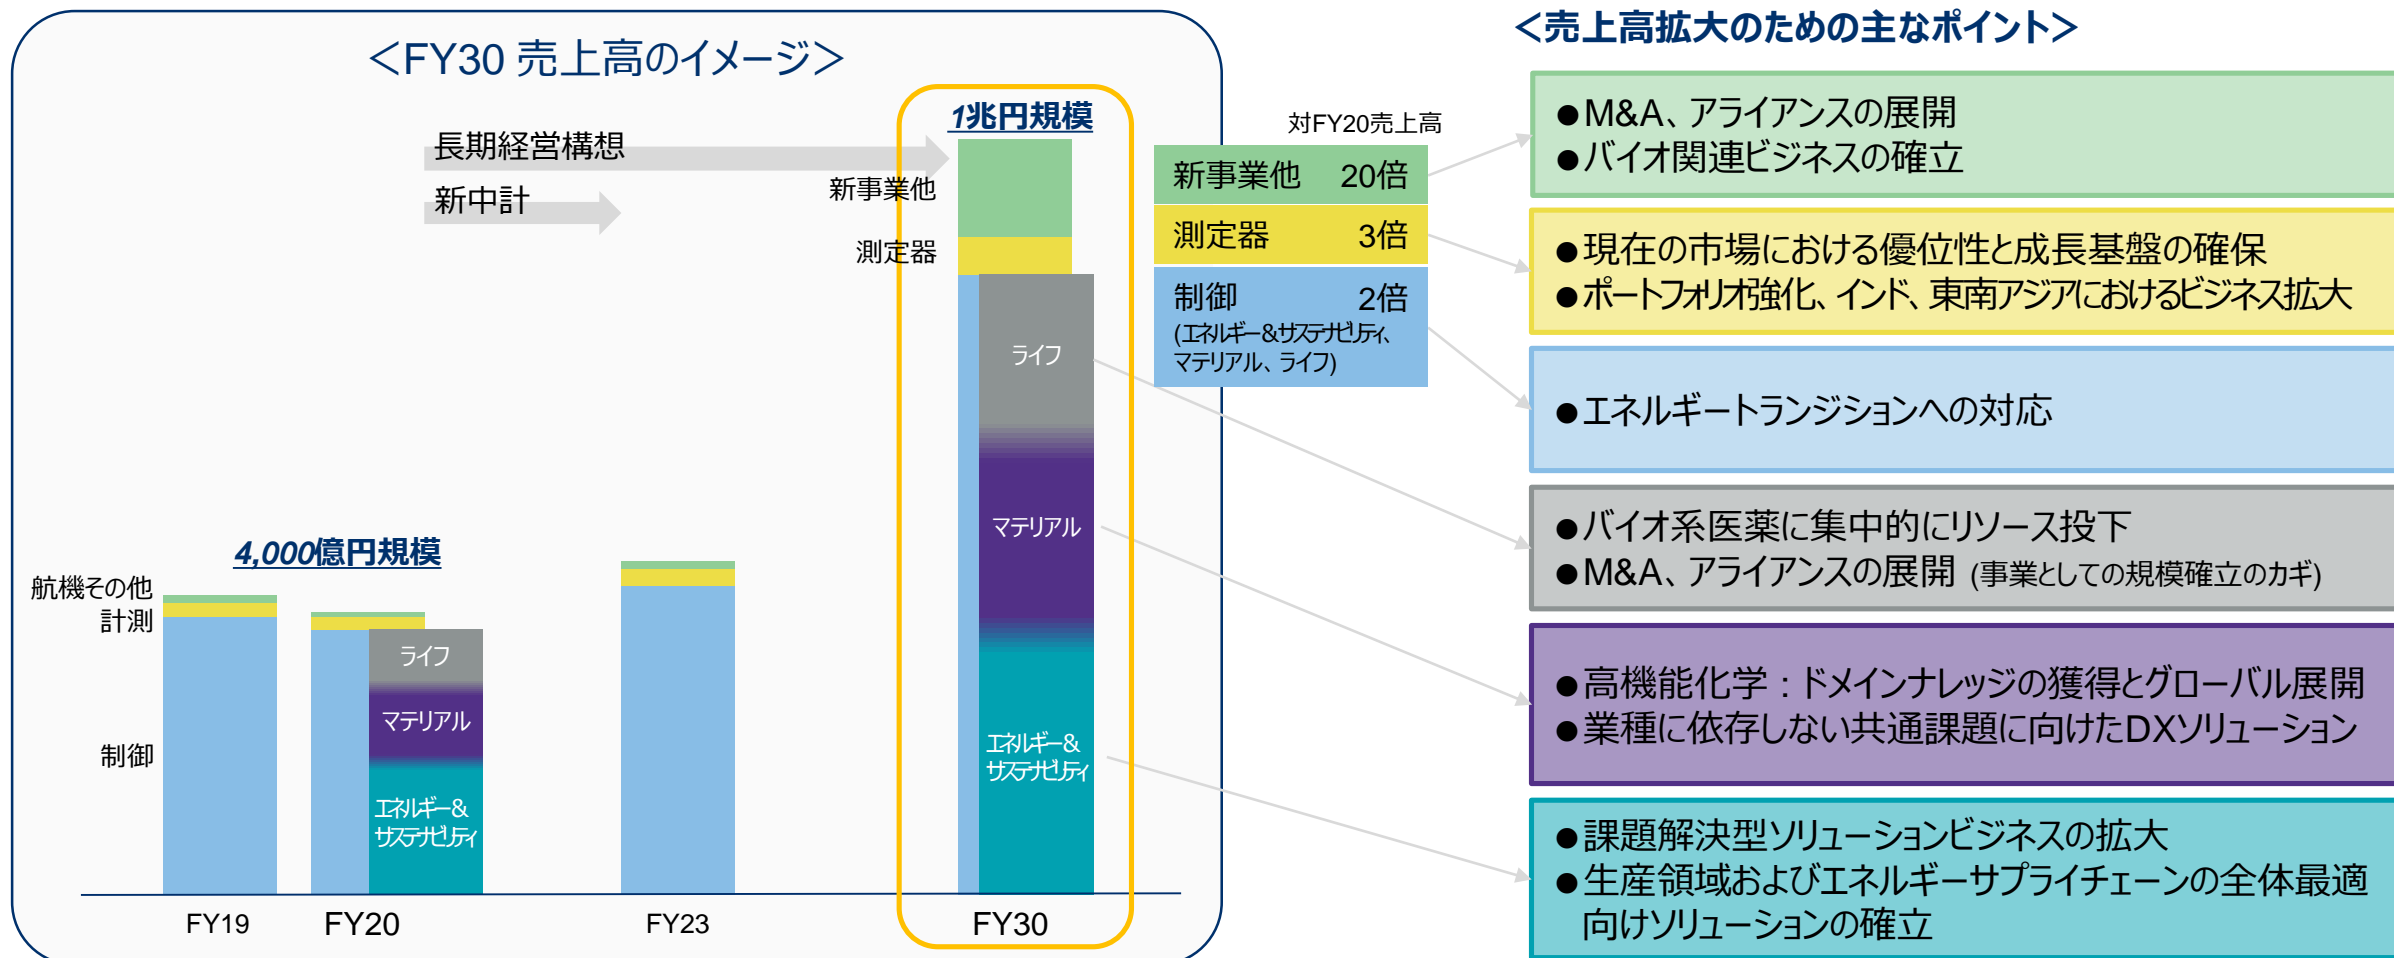 <FY30 売上高のイメージ>
長期経営構想
新中計
1兆円規模
新事業他
測定器
ライフ
マテリアル
エネルギー&
サステナビリティ
4,000億円規模
航機その他
計測
制御
ライフ
マテリアル
エネルギー&
サステナビリティ
FY19
FY20
FY23
FY30
対FY20売上高
新事業他 20倍
測定器 3倍
制御 2倍
(エネルギー&サステナビリティ、
マテリアル、ライフ)
<売上高拡大のための主なポイント>
●M&A、アライアンスの展開
●バイオ関連ビジネスの確立
●現在の市場における優位性と成長基盤の確保
●ポートフォリオ強化、インド、東南アジアにおけるビジネス拡大
●エネルギートランジションへの対応
●バイオ系医薬に集中的にリソース投下
●M&A、アライアンスの展開 (事業としての規模確立のカギ)
●高機能化学:ドメインナレッジの獲得とグローバル展開
●業種に依存しない共通課題に向けたDXソリューション
●課題解決型ソリューションビジネスの拡大
●生産領域およびエネルギーサプライチェーンの全体最適
向けソリューションの確立